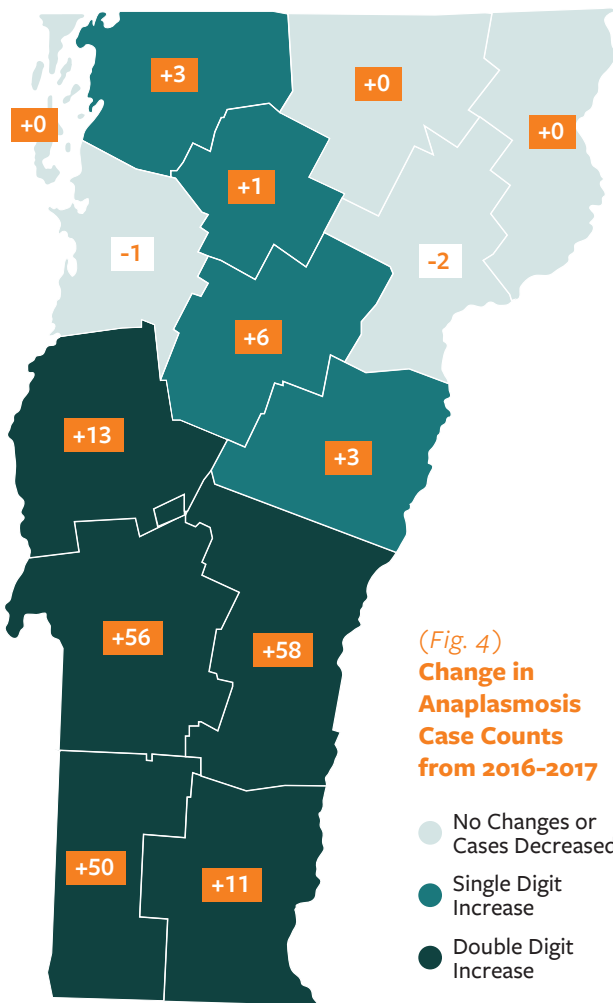 +3
+0
+0
+0
+1
-1
-2
+6
+13
+3
+56
+58
+50
+11
(Fig. 4)
Change in
Anaplasmosis
Case Counts
from 2016-2017
No Changes or
Cases Decreased
Single Digit
Increase
Double Digit
Increase